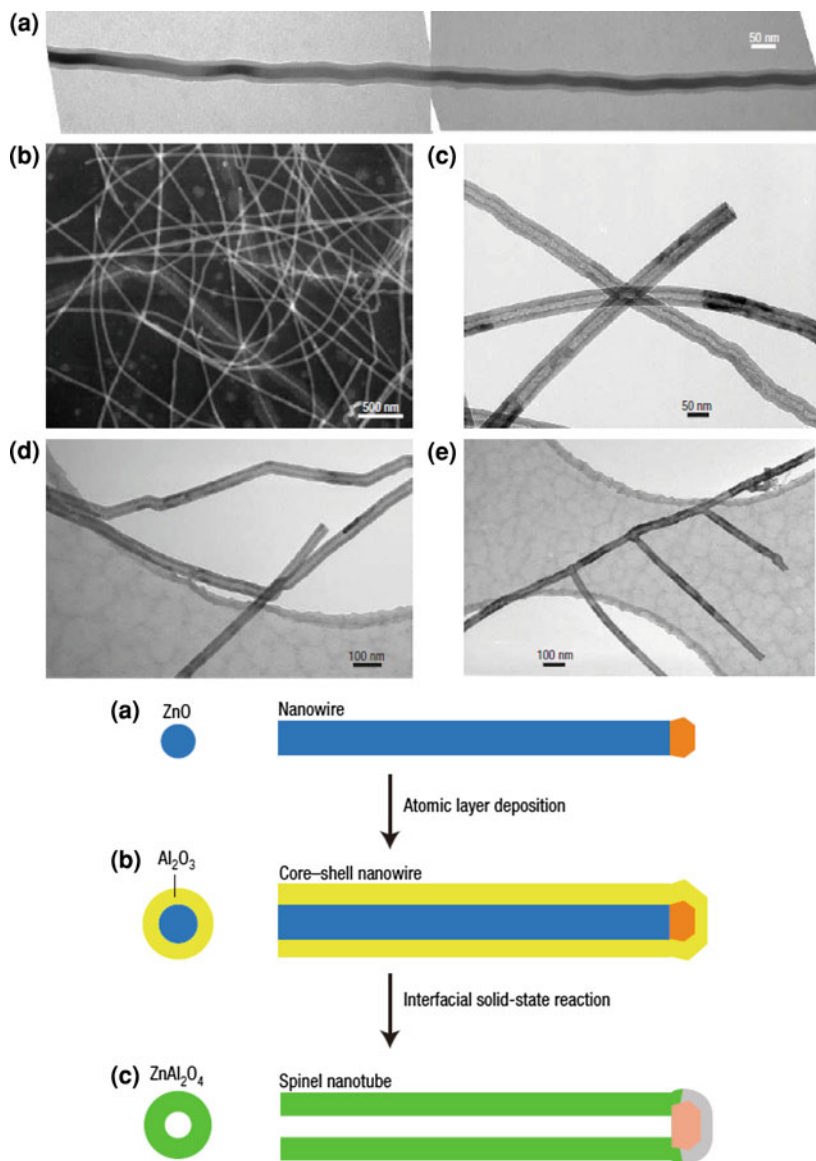 (a)
50 nm
(b)
500 nm
(c)
50 nm
(d)
100 nm
(e)
100 nm
(a)
ZnO
Nanowire
Atomic layer deposition
(b)
Al₂O₃
Core–shell nanowire
Interfacial solid-state reaction
(c)
ZnAl₂O₄
Spinel nanotube